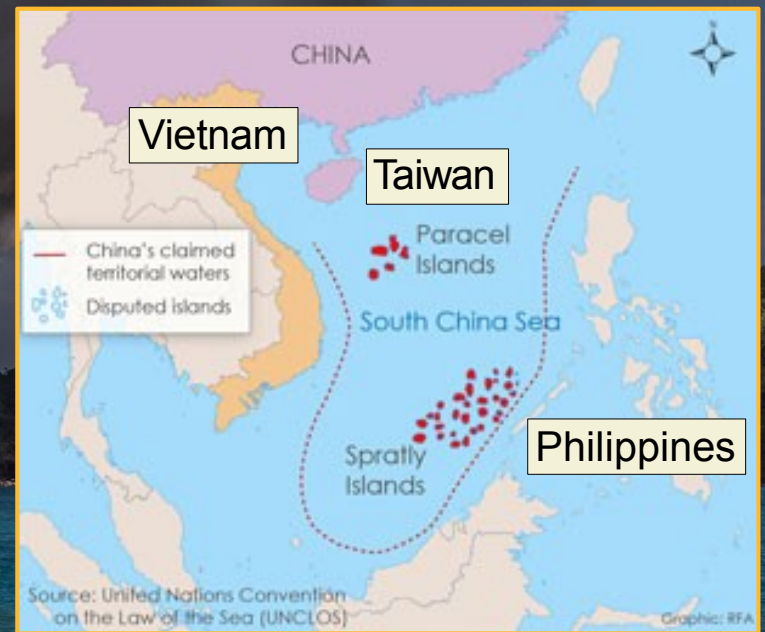 CHINA
Vietnam
Taiwan
Paracel
Islands
China's claimed
territorial waters
Disputed islands
South China Sea
Philippines
Spratly
Islands
Source: United Nations Convention
on the Law of the Sea (UNCLOS)
Graphic: RFA